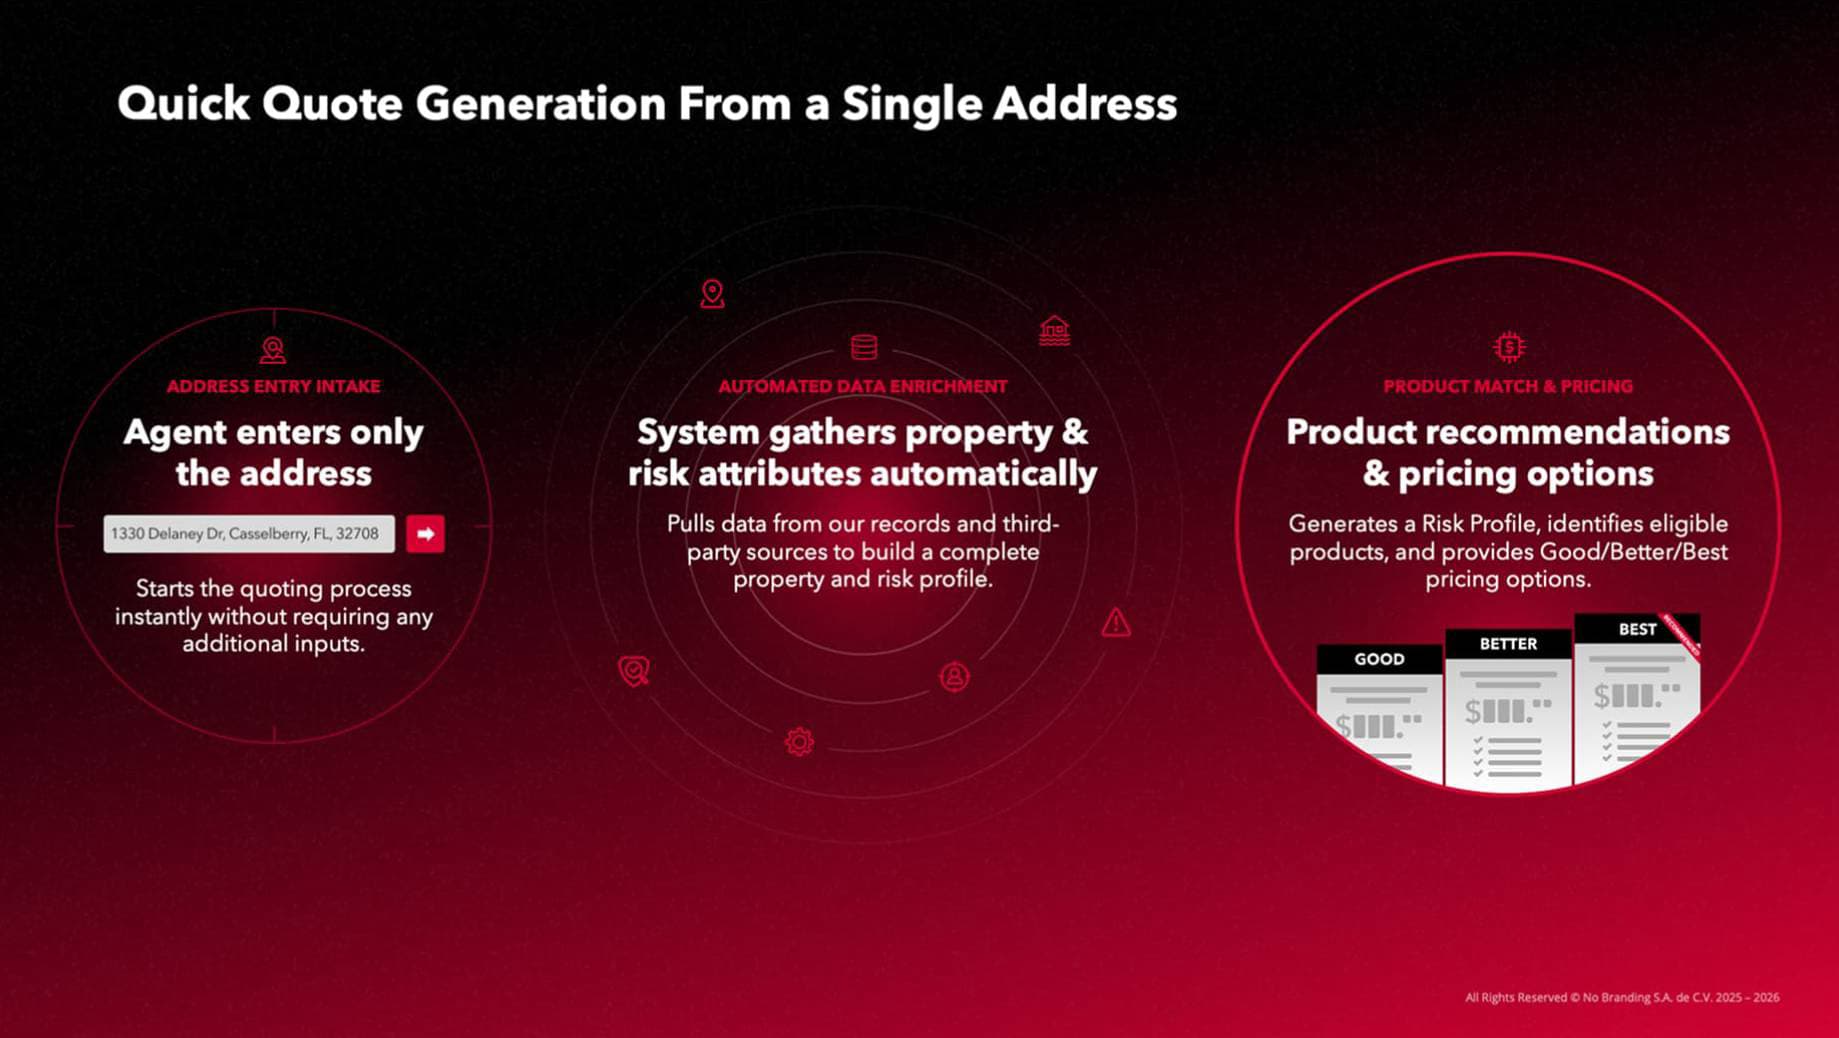 Quick Quote Generation From a Single Address
ADDRESS ENTRY INTAKE
Agent enters only
the address
1330 Delaney Dr, Casselberry, FL, 32708
Starts the quoting process
instantly without requiring any
additional inputs.
AUTOMATED DATA ENRICHMENT
System gathers property &
risk attributes automatically
Pulls data from our records and third-
party sources to build a complete
property and risk profile.
PRODUCT MATCH & PRICING
Product recommendations
& pricing options
Generates a Risk Profile, identifies eligible
products, and provides Good/Better/Best
pricing options.
GOOD
BETTER
BEST
RECOMMENDED
$
$
$
All Rights Reserved © No Branding S.A. de C.V. 2025 – 2026